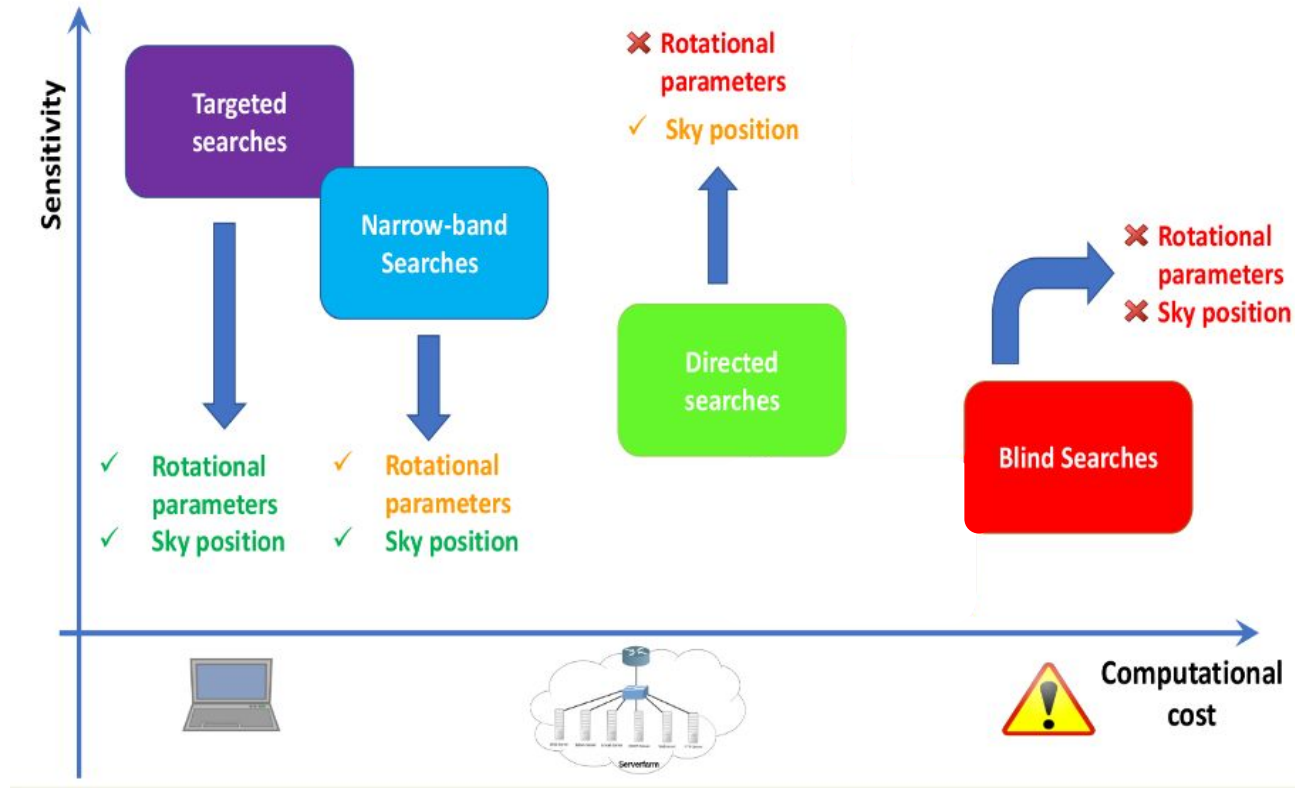 Sensitivity
Targeted
searches
Narrow-band
Searches
✓ Rotational
parameters
✓ Sky position
✓ Rotational
parameters
✓ Sky position
✖ Rotational
parameters
✓ Sky position
Directed
searches
✖ Rotational
parameters
✖ Sky position
Blind Searches
Serverfarm
Computational
cost